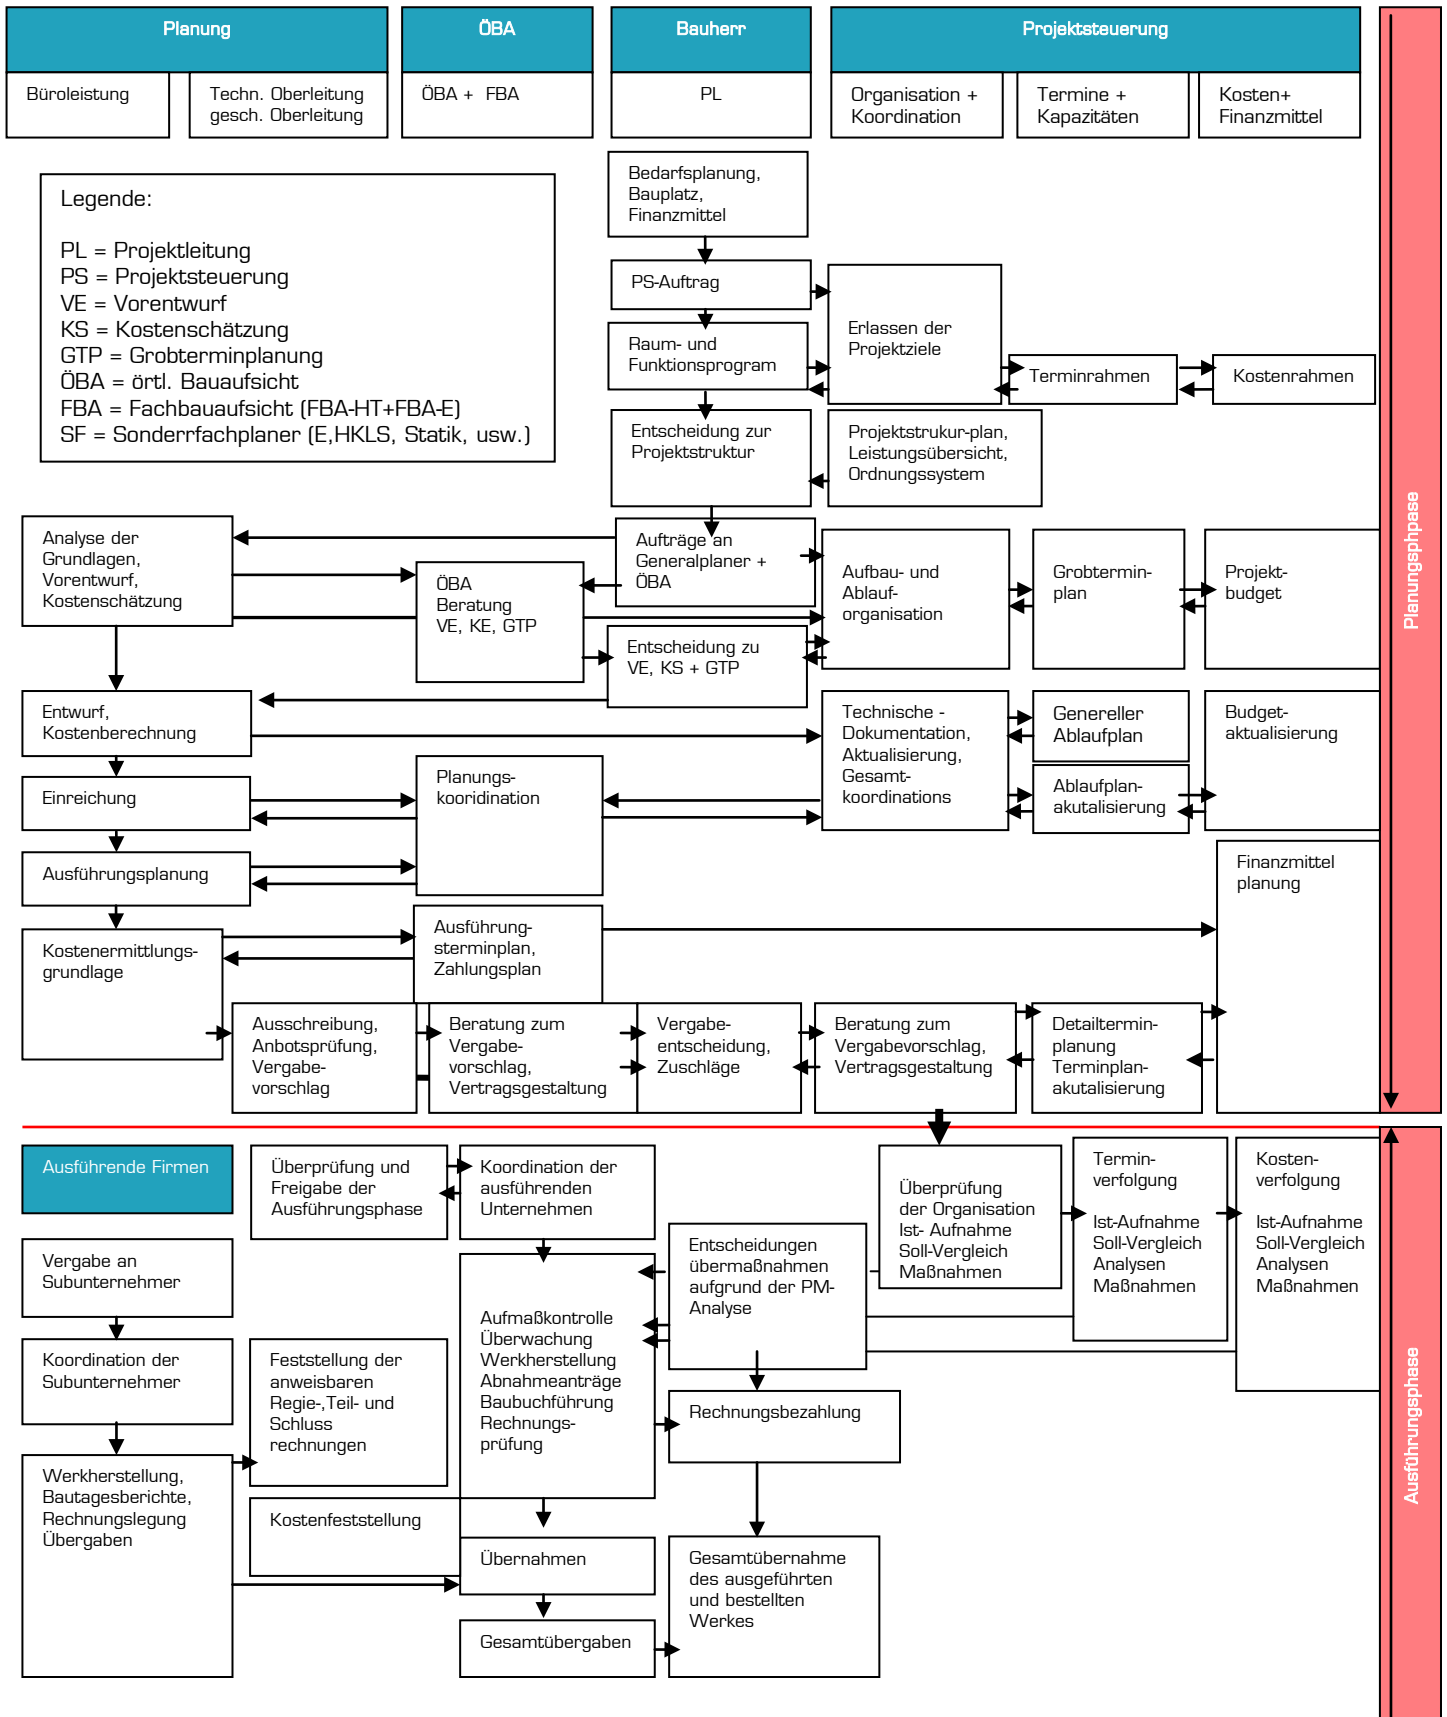 Planung
ÖBA
Bauherr
Projektsteuerung
Büroleistung
Techn. Oberleitung
gesch. Oberleitung
ÖBA + FBA
PL
Organisation +
Koordination
Termine +
Kapazitäten
Kosten+
Finanzmittel
Legende:
PL = Projektleitung
PS = Projektsteuerung
VE = Vorentwurf
KS = Kostenschätzung
GTP = Grobterminplanung
ÖBA = örtl. Bauaufsicht
FBA = Fachbauaufsicht (FBA-HT+FBA-E)
SF = Sonderrfachplaner (E,HKLS, Statik, usw.)
Bedarfsplanung,
Bauplatz,
Finanzmittel
PS-Auftrag
Raum- und
Funktionsprogram
Erlassen der
Projektziele
Terminrahmen
Kostenrahmen
Entscheidung zur
Projektstruktur
Projektstrukur-plan,
Leistungsübersicht,
Ordnungssystem
Planungsphpase
Analyse der
Grundlagen,
Vorentwurf,
Kostenschätzung
ÖBA
Beratung
VE, KE, GTP
Aufträge an
Generalplaner +
ÖBA
Aufbau- und
Ablauf-
organisation
Grobtermin-
plan
Projekt-
budget
Entscheidung zu
VE, KS + GTP
Entwurf,
Kostenberechnung
Technische -
Dokumentation,
Aktualisierung,
Gesamt-
koordinations
Genereller
Ablaufplan
Budget-
aktualisierung
Einreichung
Planungs-
kooridination
Ablaufplan-
akutalisierung
Ausführungsplanung
Finanzmittel
planung
Kostenermittlungs-
grundlage
Ausführung-
sterminplan,
Zahlungsplan
Ausschreibung,
Anbotsprüfung,
Vergabe-
vorschlag
Beratung zum
Vergabe-
vorschlag,
Vertragsgestaltung
Vergabe-
entscheidung,
Zuschläge
Beratung zum
Vergabevorschlag,
Vertragsgestaltung
Detailtermin-
planung
Terminplan-
akutalisierung
Ausführende Firmen
Überprüfung und
Freigabe der
Ausführungsphase
Koordination der
ausführenden
Unternehmen
Überprüfung
der Organisation
Ist- Aufnahme
Soll-Vergleich
Maßnahmen
Termin-
verfolgung
Ist-Aufnahme
Soll-Vergleich
Analysen
Maßnahmen
Kosten-
verfolgung
Ist-Aufnahme
Soll-Vergleich
Analysen
Maßnahmen
Vergabe an
Subunternehmer
Entscheidungen
übermaßnahmen
aufgrund der PM-
Analyse
Aufmaßkontrolle
Überwachung
Werkherstellung
Abnahmeanträge
Baubuchführung
Rechnungs-
prüfung
Koordination der
Subunternehmer
Feststellung der
anweisbaren
Regie-,Teil- und
Schluss
rechnungen
Rechnungsbezahlung
Ausführungsphase
Werkherstellung,
Bautagesberichte,
Rechnungslegung
Übergaben
Kostenfeststellung
Übernahmen
Gesamtübernahme
des ausgeführten
und bestellten
Werkes
Gesamtübergaben